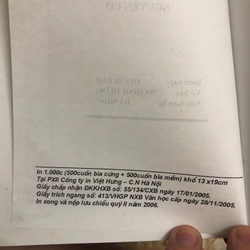 In 1.000c (500cuốn bìa cứng + 500cuốn bìa mềm) khổ 13 x19cm
Tại PXII Công ty in Việt Hưng – C.N Hà Nội
Giấy chấp nhận ĐKKHXB số: 55/134/CXB ngày 17/01/2005.
Giấy trích ngang số: 413/VHGP NXB Văn học cấp ngày 28/11/2005.
In xong và nộp lưu chiểu quý II năm 2006.